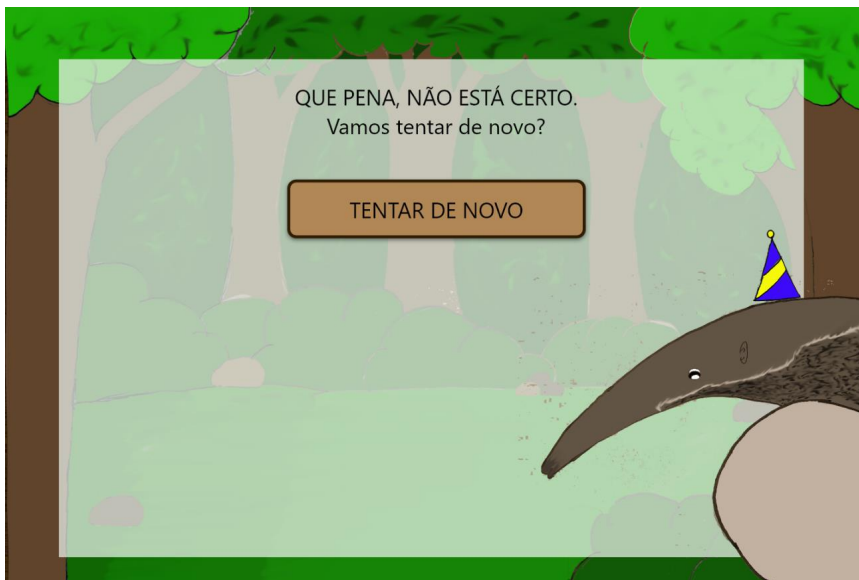 QUE PENA, NÃO ESTÁ CERTO.
Vamos tentar de novo?
TENTAR DE NOVO